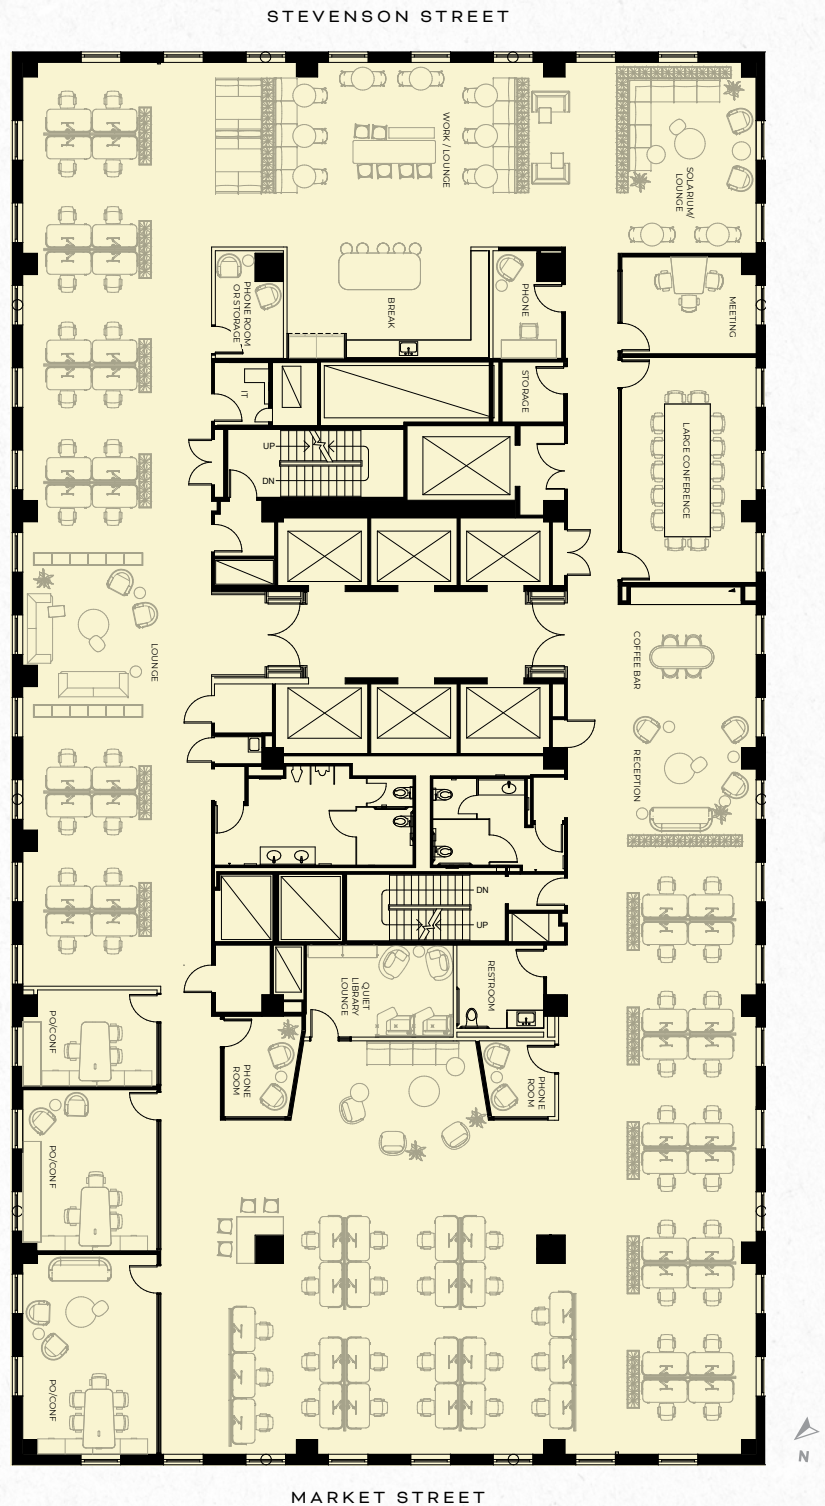 STEVENSON STREET
WORK / LOUNGE
SOLARIUM/
LOUNGE
PHONE ROOM
OR STORAGE
BREAK
PHONE
MEETING
IT
STORAGE
LARGE CONFERENCE
UP
DN
LOUNGE
COFFEE BAR
RECEPTION
DN
UP
QUIET
LIBRARY
LOUNGE
RESTROOM
PO/CONF
PHONE
ROOM
PHONE
ROOM
PO/CONF
PO/CONF
N
MARKET STREET